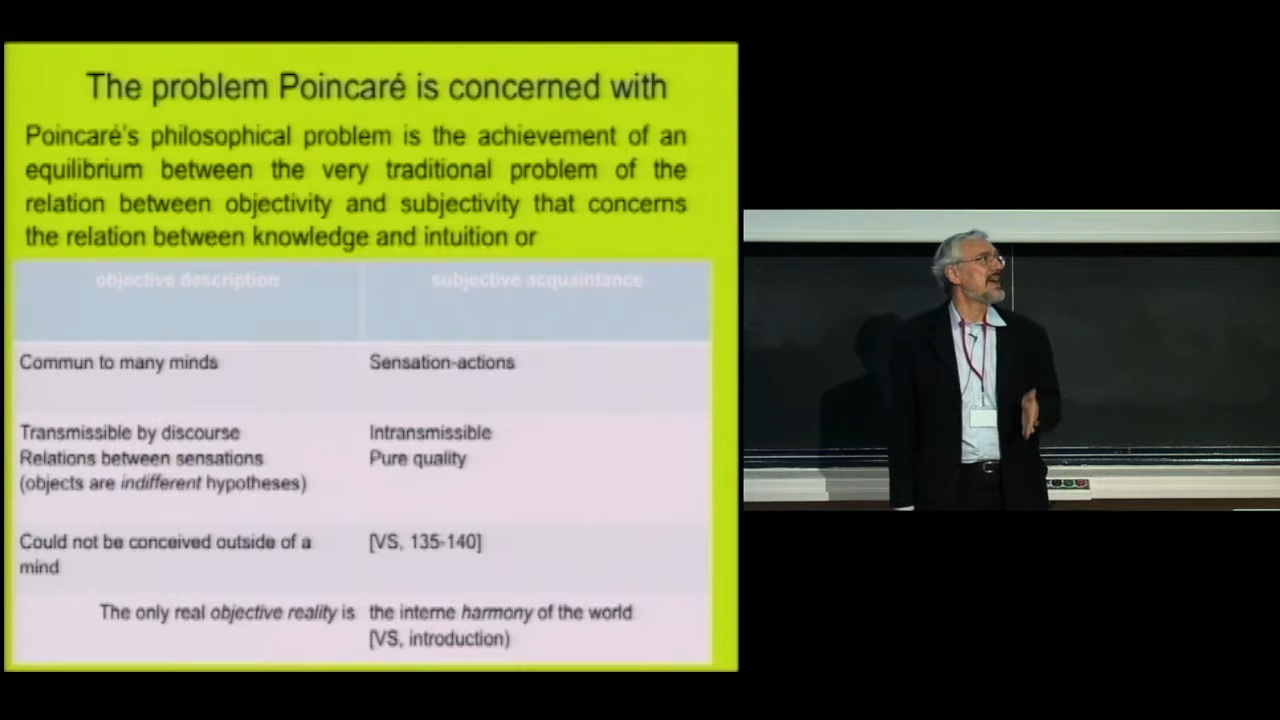 The problem Poincaré is concerned with
Poincaré's philosophical problem is the achievement of an
equilibrium between the very traditional problem of the
relation between objectivity and subjectivity that concerns
the relation between knowledge and intuition or
objective description
subjective acquaintance
Commun to many minds
Sensation-actions
Transmissible by discourse
Relations between sensations
(objects are indifferent hypotheses)
Intransmissible
Pure quality
Could not be conceived outside of a
mind
[VS, 135-140]
The only real objective reality is
the interne harmony of the world
[VS, introduction)